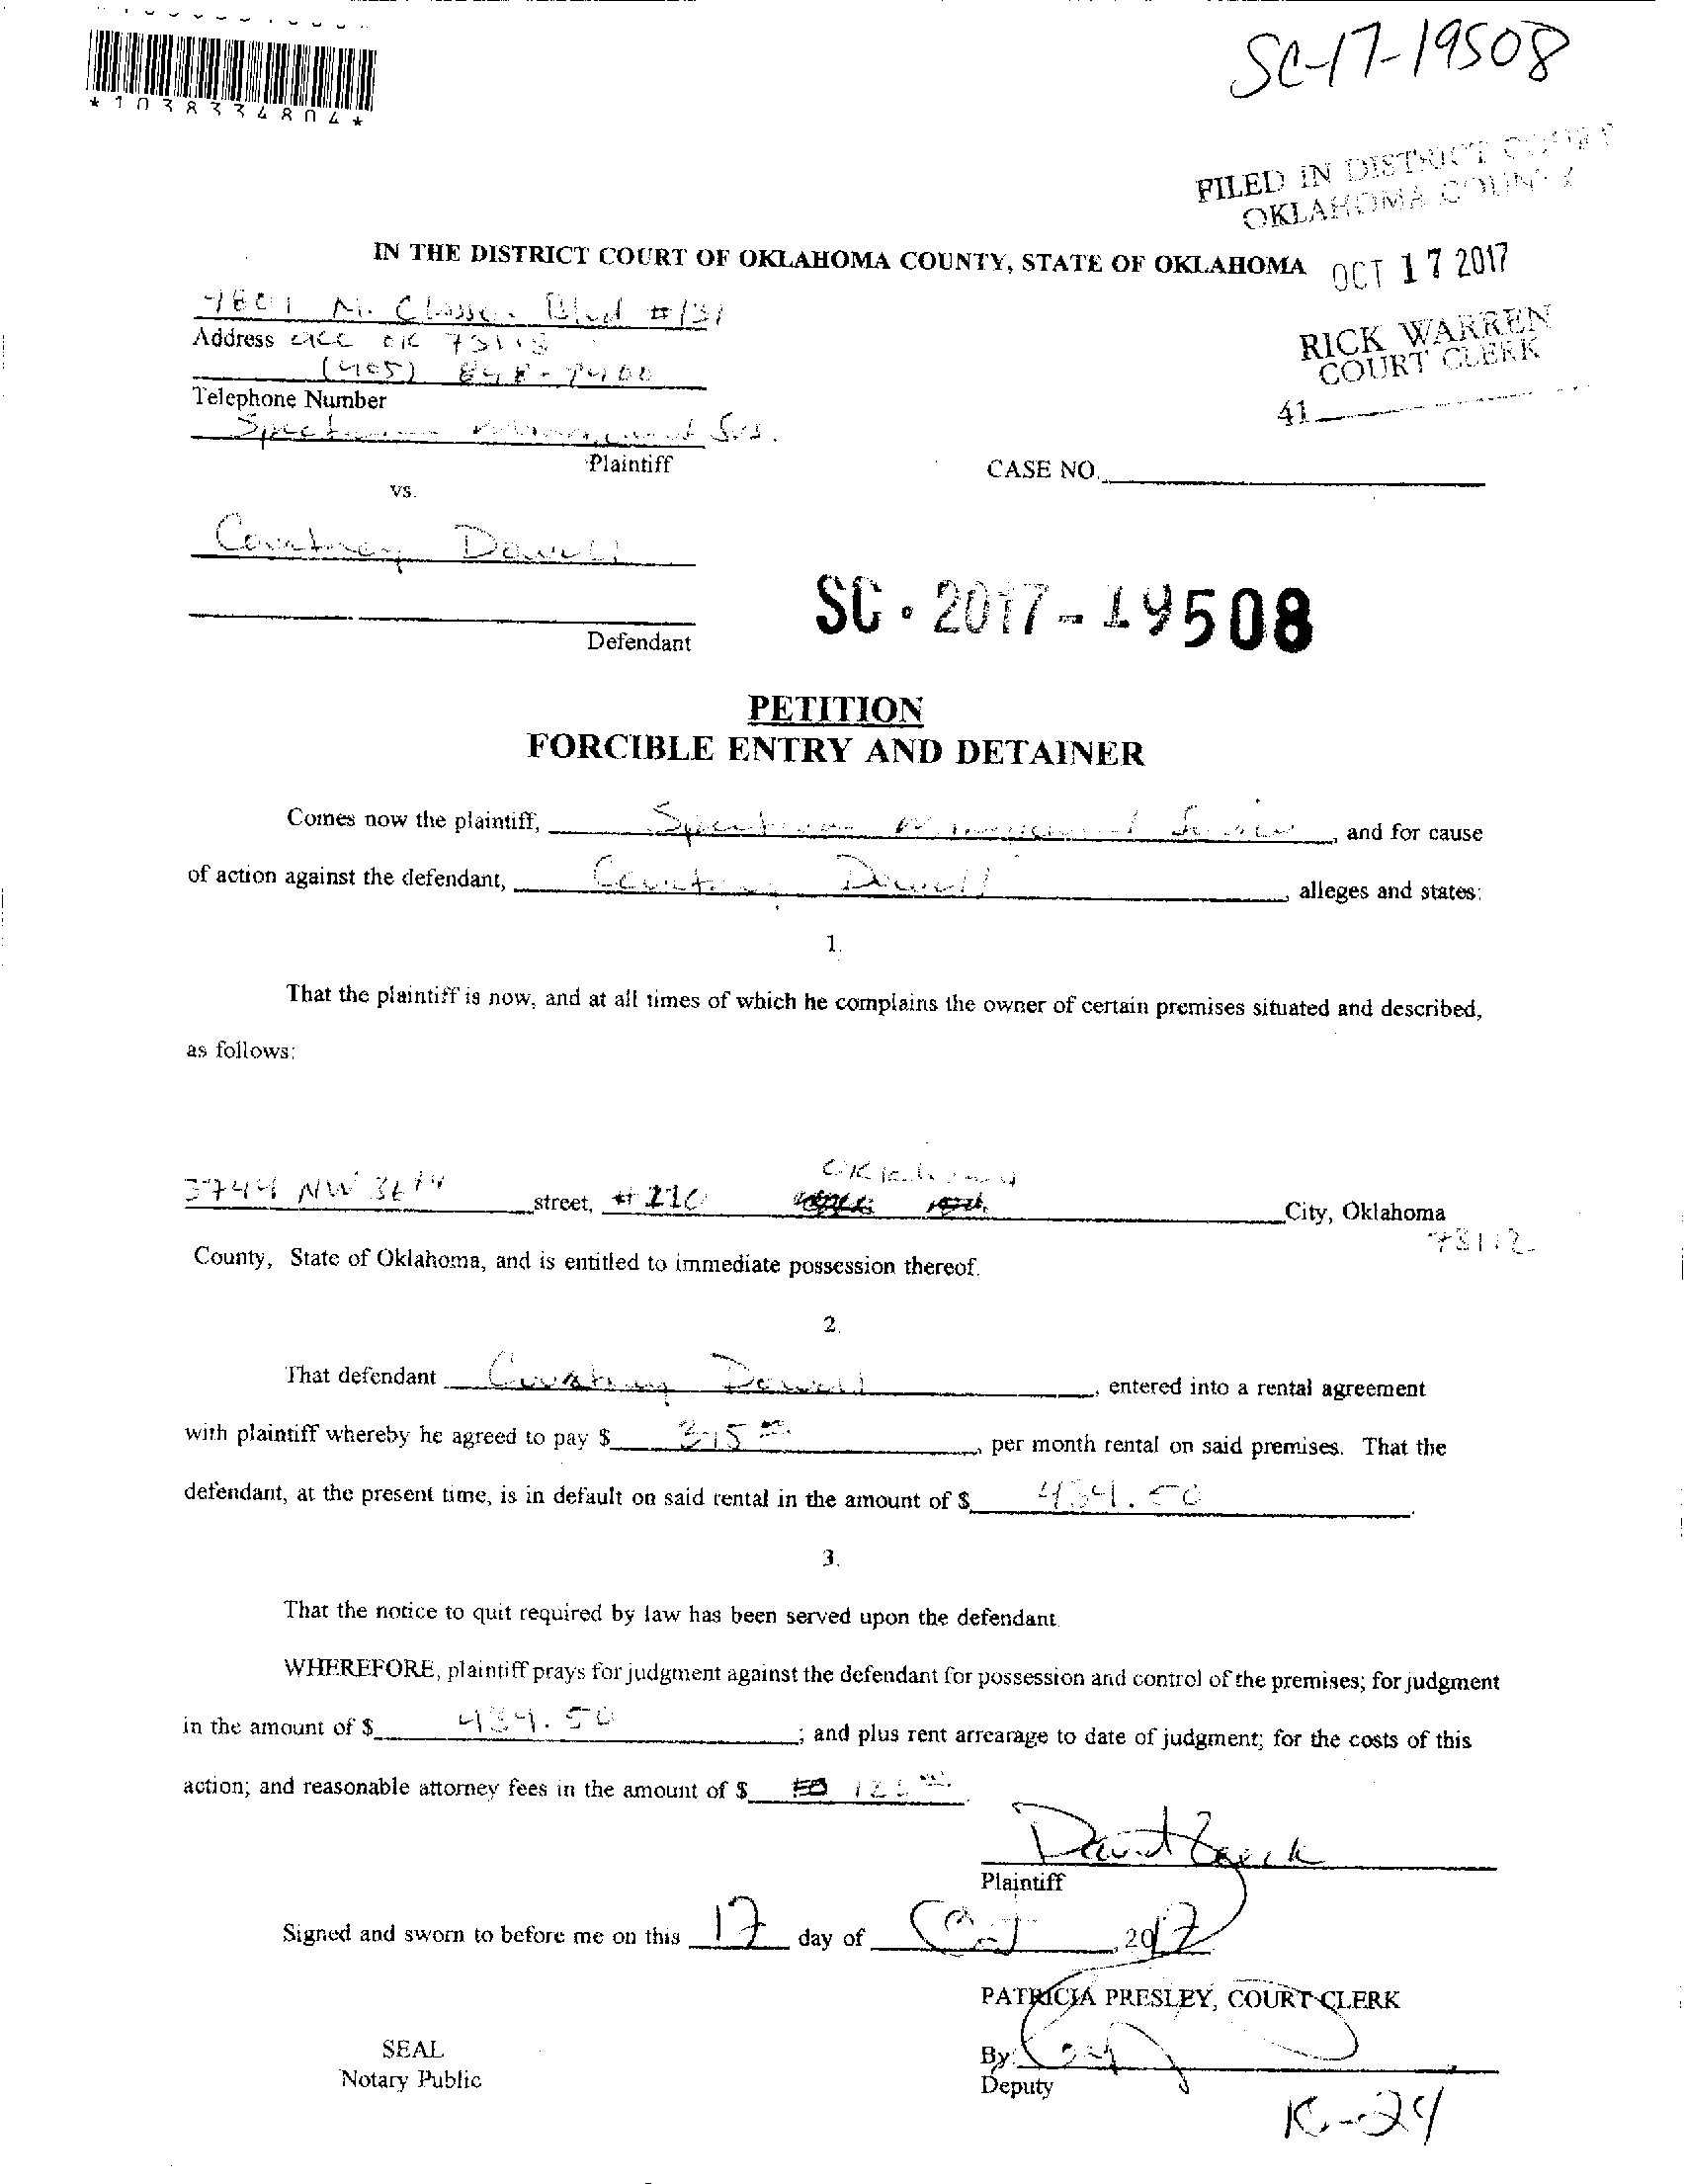 SC-17-19508
*1038334804*
FILED IN DISTRICT COURT
OKLAHOMA COUNTY
IN THE DISTRICT COURT OF OKLAHOMA COUNTY, STATE OF OKLAHOMA
OCT 17 2017
4801 N. Classen Blvd #131
Address OKC OK 73118
RICK WARREN
COURT CLERK
(405) 848-7400
Telephone Number
41
Spectrum Management Svs.
Plaintiff
CASE NO.
vs.
Courtney Dowell
SC-2017-19508
Defendant
PETITION
FORCIBLE ENTRY AND DETAINER
Comes now the plaintiff, Spectrum Management Service, and for cause
of action against the defendant, Courtney Dowell, alleges and states:
1.
That the plaintiff is now, and at all times of which he complains the owner of certain premises situated and described,
as follows:
3744 NW 36TH street, # Oklahoma City, Oklahoma
73112
County, State of Oklahoma, and is entitled to immediate possession thereof.
2.
That defendant Courtney Dowell, entered into a rental agreement
with plaintiff whereby he agreed to pay $ , per month rental on said premises. That the
defendant, at the present time, is in default on said rental in the amount of $ .
3.
That the notice to quit required by law has been served upon the defendant.
WHEREFORE, plaintiff prays for judgment against the defendant for possession and control of the premises; for judgment
in the amount of $ ; and plus rent arrearage to date of judgment; for the costs of this
action; and reasonable attorney fees in the amount of $ .
David
Plaintiff
Signed and sworn to before me on this 17 day of Oct, 2017
PATRICIA PRESLEY, COURT CLERK
SEAL
Notary Public
By
Deputy
K-24